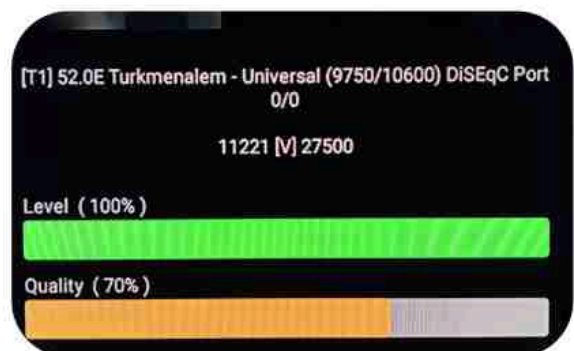 [T1] 52.0E Turkmenalem - Universal (9750/10600) DiSEqC Port
0/0
11221 [V] 27500
Level ( 100% )
Quality ( 70% )